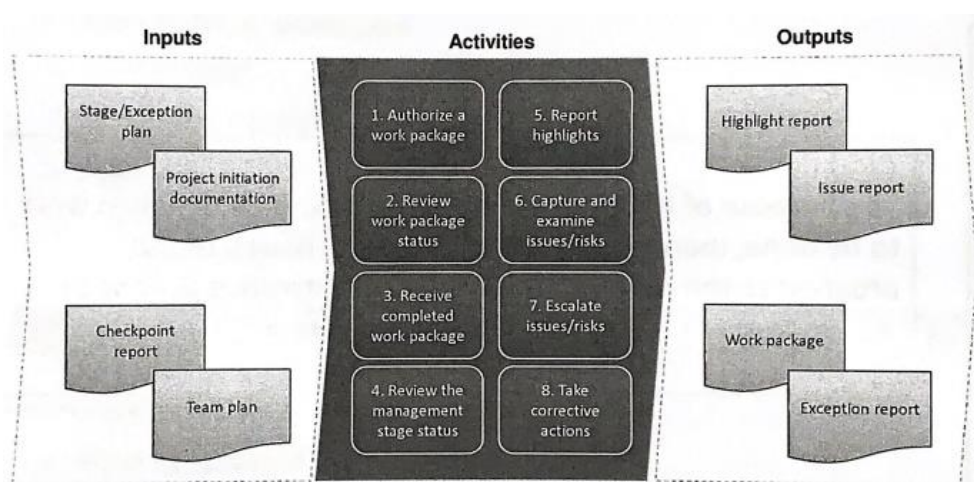 Inputs
Activities
Outputs
Stage/Exception
plan
Project initiation
documentation
Checkpoint
report
Team plan
1. Authorize a
work package
5. Report
highlights
2. Review
work package
status
6. Capture and
examine
issues/risks
3. Receive
completed
work package
7. Escalate
issues/risks
4. Review the
management
stage status
8. Take
corrective
actions
Highlight report
Issue report
Work package
Exception report